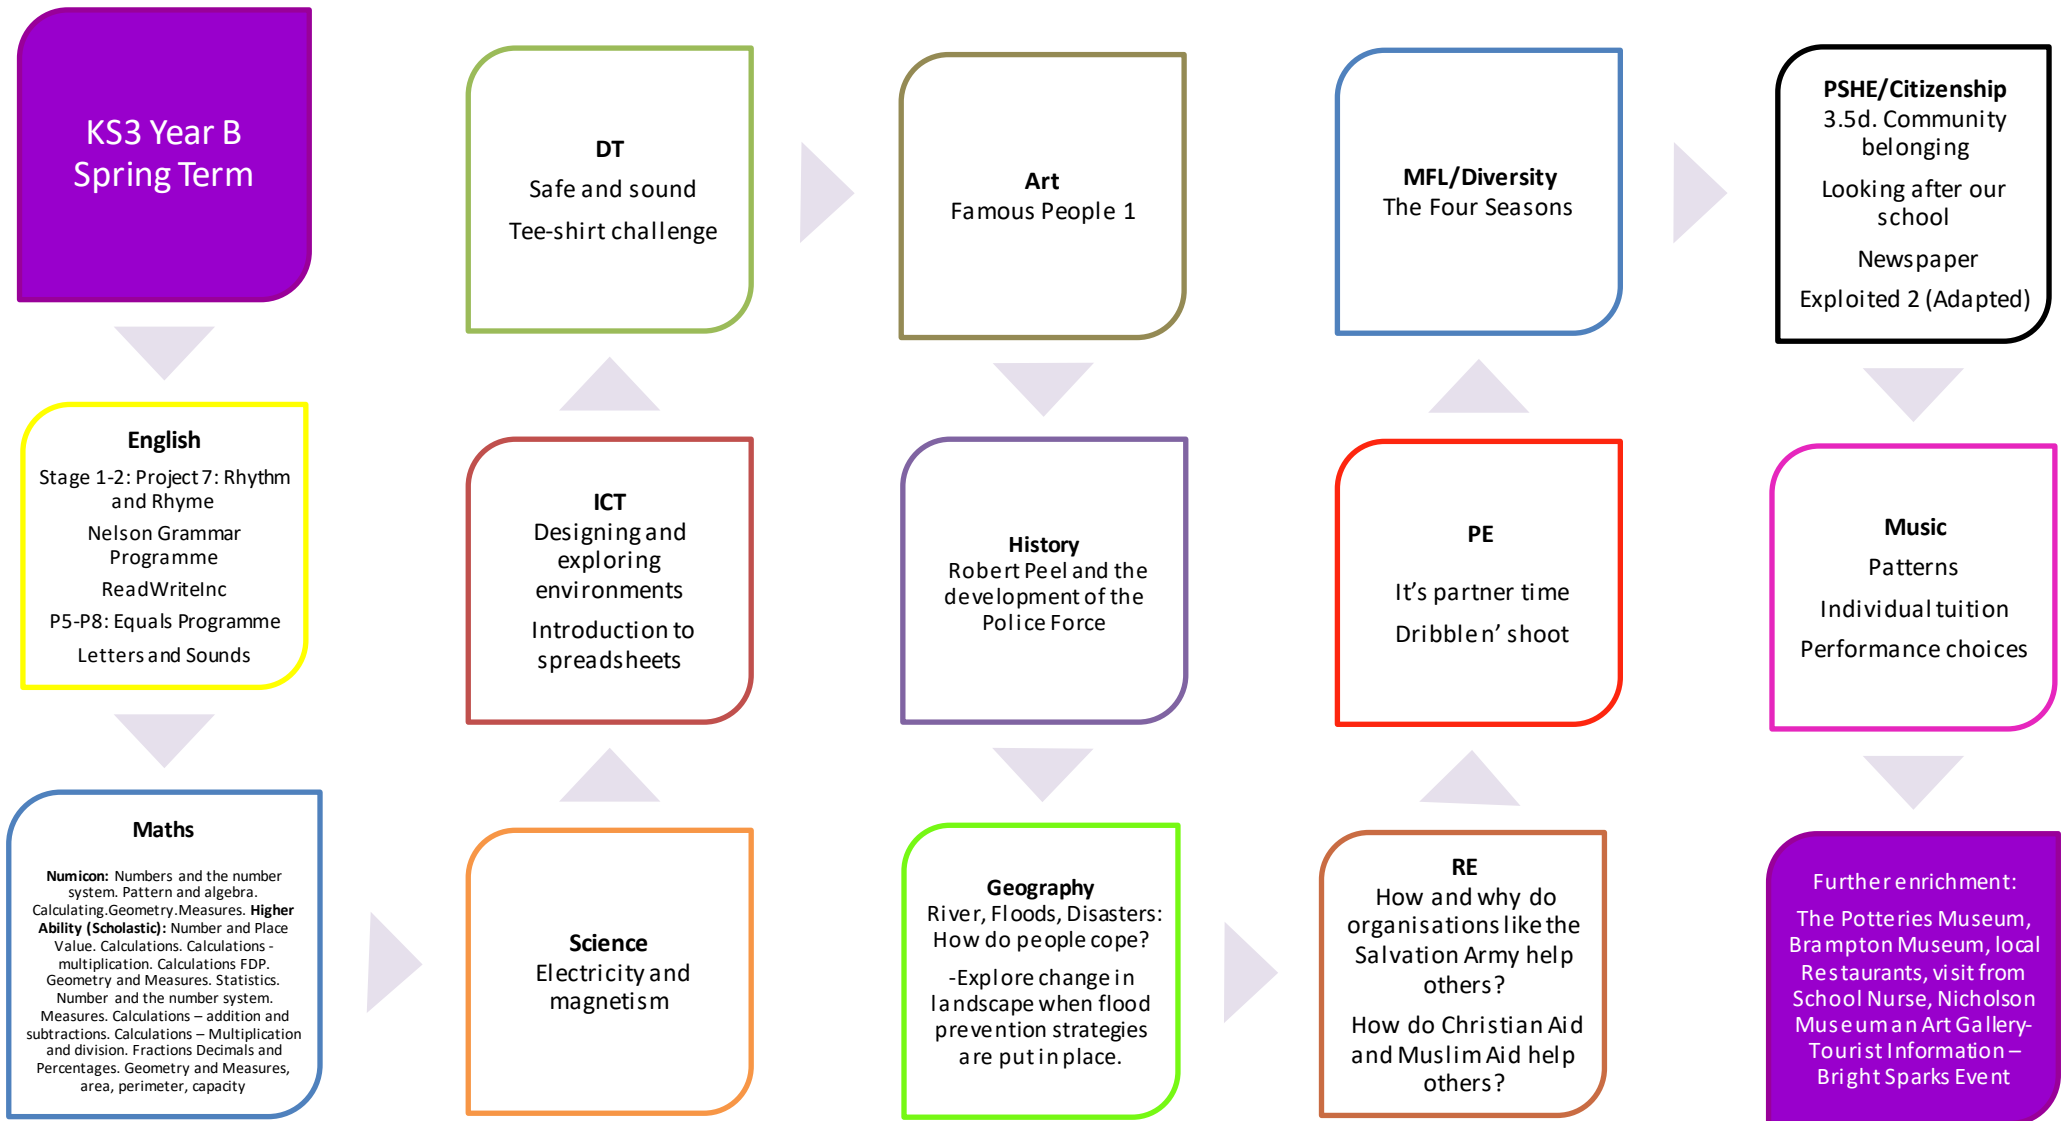 KS3 Year B
Spring Term
English
Stage 1-2: Project 7: Rhythm
and Rhyme
Nelson Grammar
Programme
ReadWriteInc
P5-P8: Equals Programme
Letters and Sounds
Maths
Numicon: Numbers and the number
system. Pattern and algebra.
Calculating.Geometry.Measures. Higher
Ability (Scholastic): Number and Place
Value. Calculations. Calculations -
multiplication. Calculations FDP.
Geometry and Measures. Statistics.
Number and the number system.
Measures. Calculations – addition and
subtractions. Calculations – Multiplication
and division. Fractions Decimals and
Percentages. Geometry and Measures,
area, perimeter, capacity
Science
Electricity and
magnetism
ICT
Designing and
exploring
environments
Introduction to
spreadsheets
DT
Safe and sound
Tee-shirt challenge
Art
Famous People 1
History
Robert Peel and the
development of the
Police Force
Geography
River, Floods, Disasters:
How do people cope?
-Explore change in
landscape when flood
prevention strategies
are put in place.
RE
How and why do
organisations like the
Salvation Army help
others?
How do Christian Aid
and Muslim Aid help
others?
PE
It’s partner time
Dribble n’ shoot
MFL/Diversity
The Four Seasons
PSHE/Citizenship
3.5d. Community
belonging
Looking after our
school
Newspaper
Exploited 2 (Adapted)
Music
Patterns
Individual tuition
Performance choices
Further enrichment:
The Potteries Museum,
Brampton Museum, local
Restaurants, visit from
School Nurse, Nicholson
Museum an Art Gallery-
Tourist Information –
Bright Sparks Event